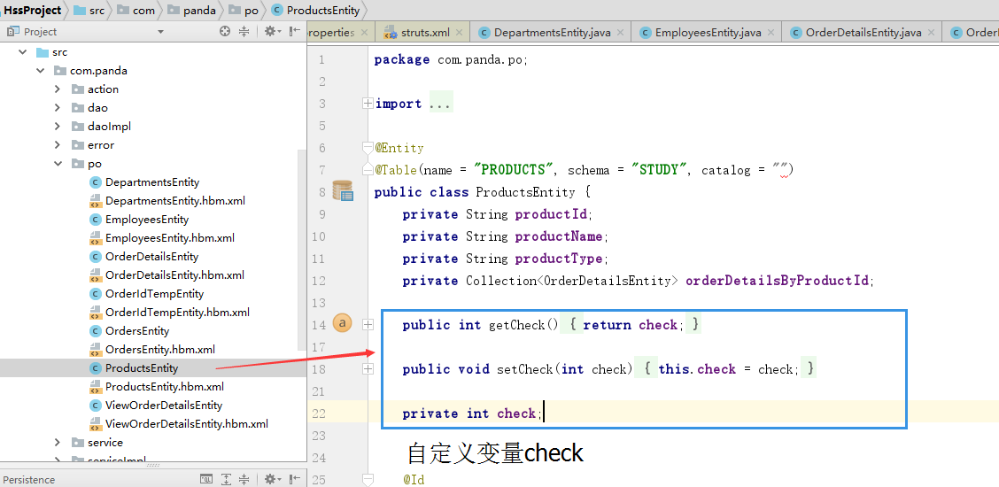 HssProject src com panda po ProductsEntity
Project
roperties struts.xml DepartmentsEntity.java EmployeesEntity.java OrderDetailsEntity.java OrderI
src
com.panda
action
dao
daoImpl
error
po
DepartmentsEntity
DepartmentsEntity.hbm.xml
EmployeesEntity
EmployeesEntity.hbm.xml
OrderDetailsEntity
OrderDetailsEntity.hbm.xml
OrderIdTempEntity
OrderIdTempEntity.hbm.xml
OrdersEntity
OrdersEntity.hbm.xml
ProductsEntity
ProductsEntity.hbm.xml
ViewOrderDetailsEntity
ViewOrderDetailsEntity.hbm.xml
service
serviceImpl
Persistence
1 package com.panda.po;
2
3 import ...
5
6 @Entity
7 @Table(name = "PRODUCTS", schema = "STUDY", catalog = "")
8 public class ProductsEntity {
9 private String productId;
10 private String productName;
11 private String productType;
12 private Collection<OrderDetailsEntity> orderDetailsByProductId;
13
14 a public int getCheck() { return check; }
17
18 public void setCheck(int check) { this.check = check; }
21
22 private int check;
23
24 自定义变量check
25 @Id